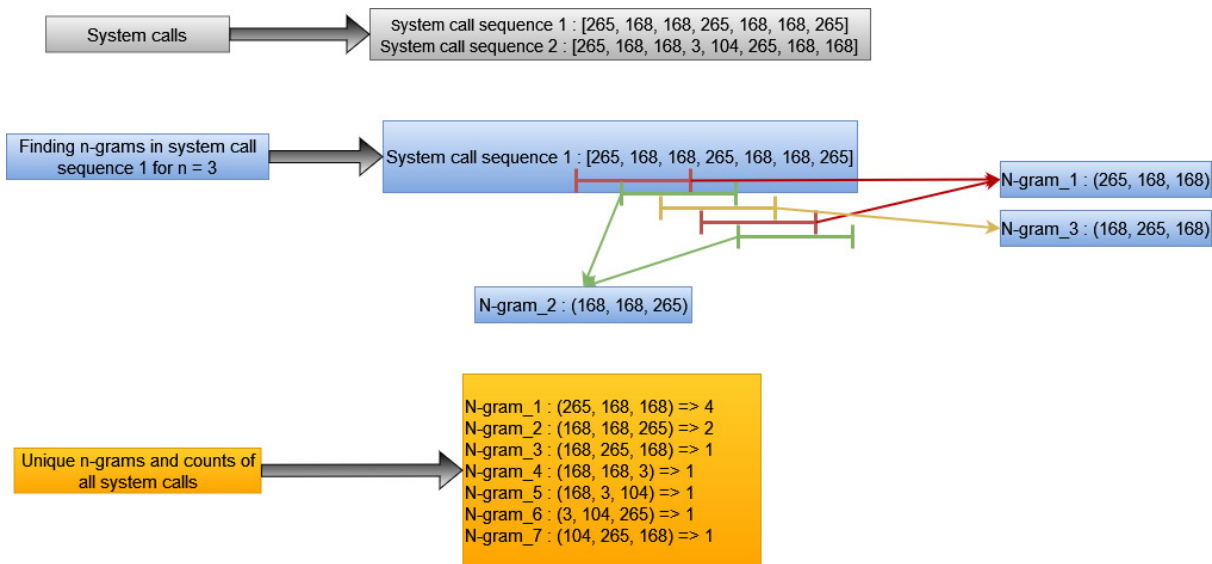 System calls
System call sequence 1 : [265, 168, 168, 265, 168, 168, 265]
System call sequence 2 : [265, 168, 168, 3, 104, 265, 168, 168]
Finding n-grams in system call
sequence 1 for n = 3
System call sequence 1 : [265, 168, 168, 265, 168, 168, 265]
N-gram_1 : (265, 168, 168)
N-gram_3 : (168, 265, 168)
N-gram_2 : (168, 168, 265)
Unique n-grams and counts of
all system calls
N-gram_1 : (265, 168, 168) => 4
N-gram_2 : (168, 168, 265) => 2
N-gram_3 : (168, 265, 168) => 1
N-gram_4 : (168, 168, 3) => 1
N-gram_5 : (168, 3, 104) => 1
N-gram_6 : (3, 104, 265) => 1
N-gram_7 : (104, 265, 168) => 1